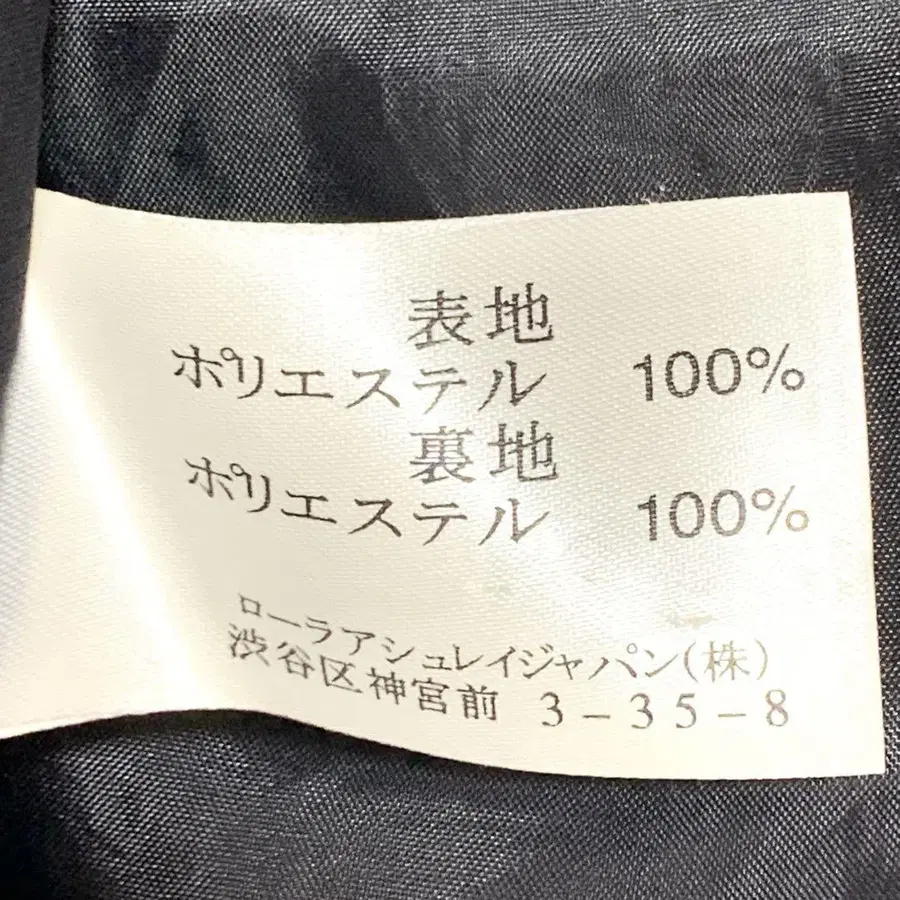 表地
ポリエステル 100%
裏地
ポリエステル 100%
ローラアシュレイジャパン(株)
渋谷区神宮前 3-35-8